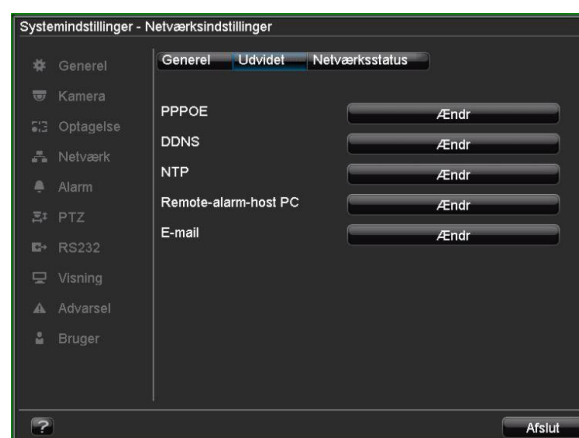 Systemindstillinger - Netværksindstillinger
Generel
Kamera
Optagelse
Netværk
Alarm
PTZ
RS232
Visning
Advarsel
Bruger
Generel Udvidet Netværksstatus
PPPOE Ændr
DDNS Ændr
NTP Ændr
Remote-alarm-host PC Ændr
E-mail Ændr
? Afslut